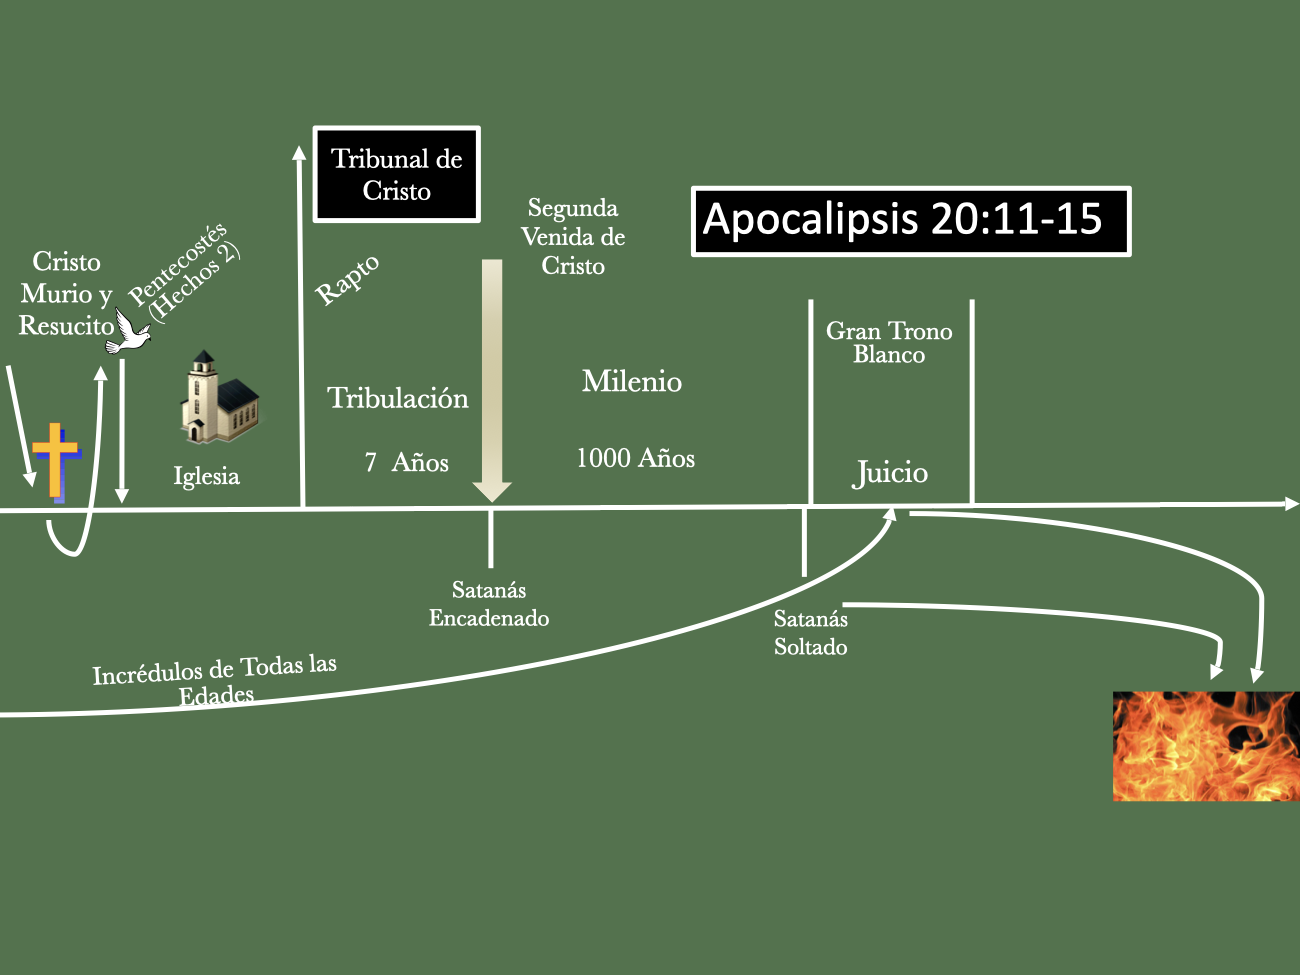 Tribunal de
Cristo
Segunda
Venida de
Cristo
Apocalipsis 20:11-15
Cristo
Murio y
Resucito
Pentecostés
(Hechos 2)
Rapto
Gran Trono
Blanco
Tribulación
7 Años
Milenio
1000 Años
Juicio
Iglesia
Satanás
Encadenado
Satanás
Soltado
Incrédulos de Todas las
Edades